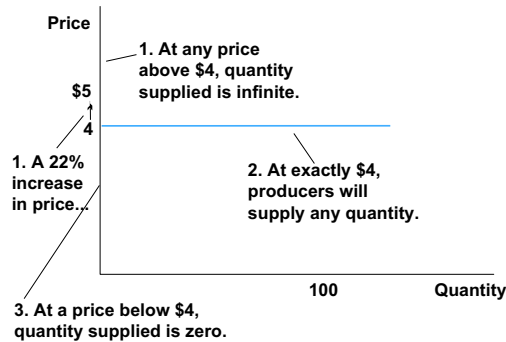 Price
1. At any price
above $4, quantity
supplied is infinite.
$5
4
1. A 22%
increase
in price...
2. At exactly $4,
producers will
supply any quantity.
100
Quantity
3. At a price below $4,
quantity supplied is zero.